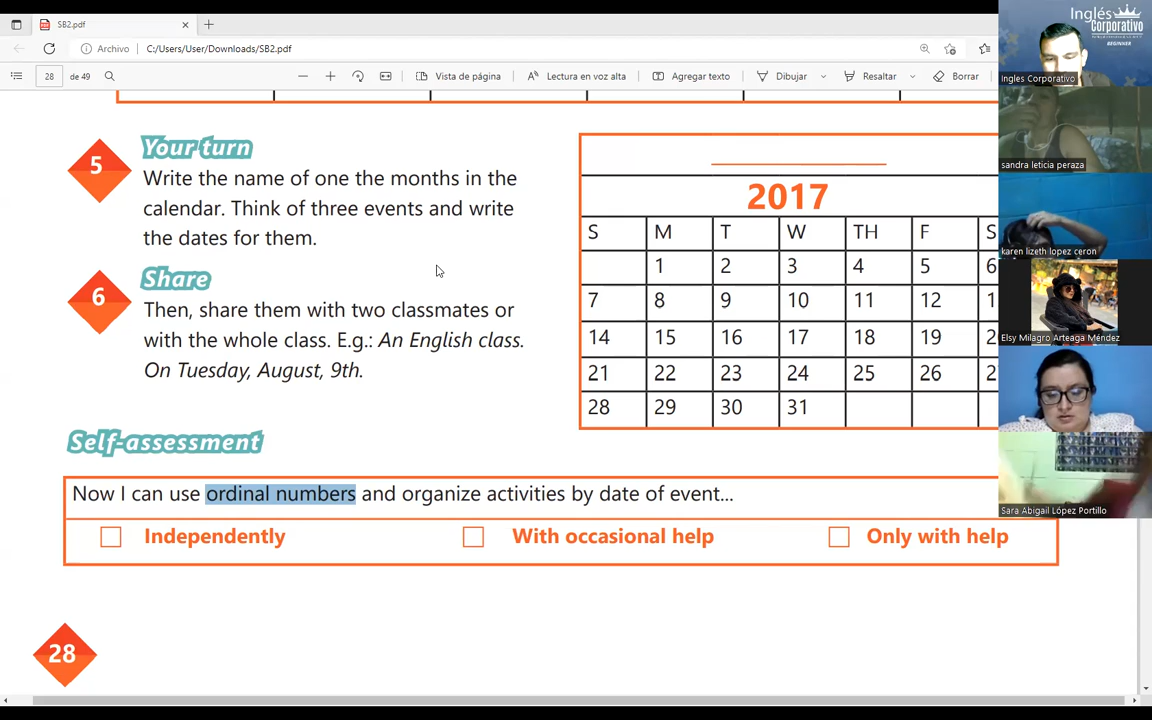 SB2.pdf
Archivo C:/Users/User/Downloads/SB2.pdf
28 de 49 Vista de página Lectura en voz alta Agregar texto Dibujar Resaltar Borrar
5 Your turn
Write the name of one the months in the
calendar. Think of three events and write
the dates for them.
6 Share
Then, share them with two classmates or
with the whole class. E.g.: An English class.
On Tuesday, August, 9th.
2017
S M T W TH F S
1 2 3 4 5 6
7 8 9 10 11 12 1
14 15 16 17 18 19 2
21 22 23 24 25 26 2
28 29 30 31
Self-assessment
Now I can use ordinal numbers and organize activities by date of event...
Independently With occasional help Only with help
28
Inglés
Corporativo
BEGINNER
Ingles Corporativo
sandra leticia peraza
karen lizeth lopez ceron
Elsy Milagro Arteaga Méndez
Sara Abigail López Portillo